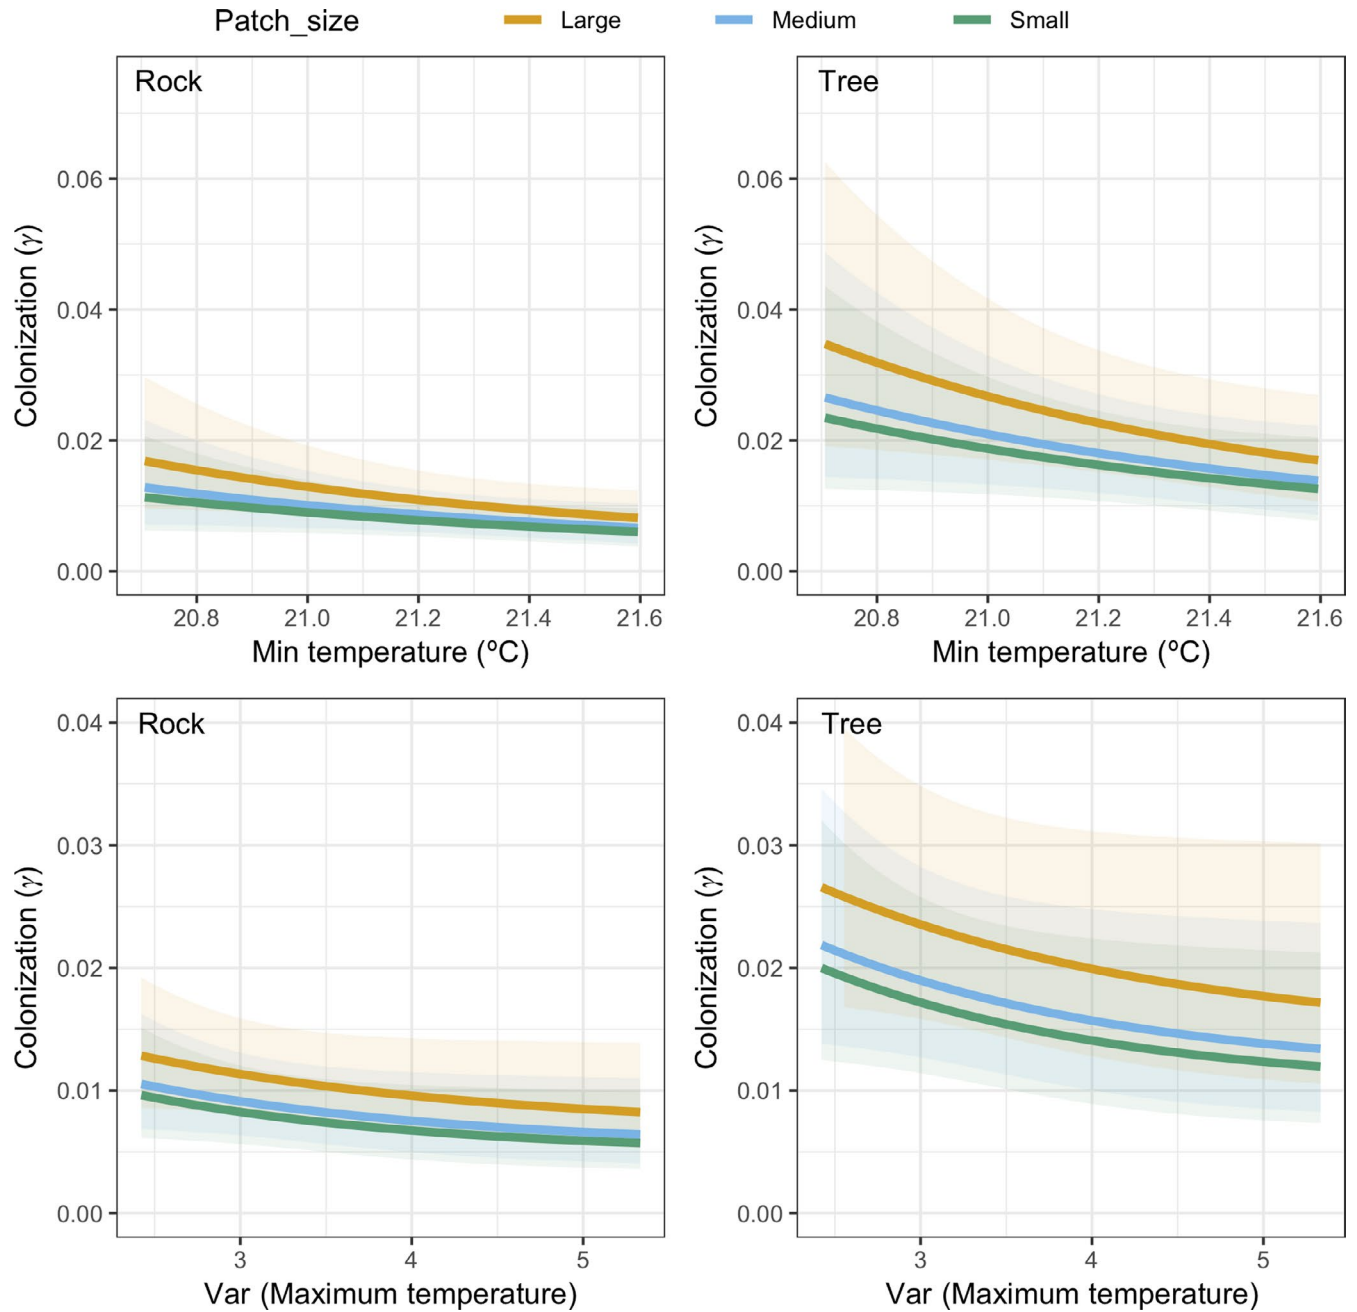 Patch_size Large Medium Small
Rock
0.06
0.04
0.02
0.00
Colonization (γ)
20.8 21.0 21.2 21.4 21.6
Min temperature (ºC)
Tree
0.06
0.04
0.02
0.00
Colonization (γ)
20.8 21.0 21.2 21.4 21.6
Min temperature (ºC)
Rock
0.04
0.03
0.02
0.01
0.00
Colonization (γ)
3 4 5
Var (Maximum temperature)
Tree
0.04
0.03
0.02
0.01
0.00
Colonization (γ)
3 4 5
Var (Maximum temperature)